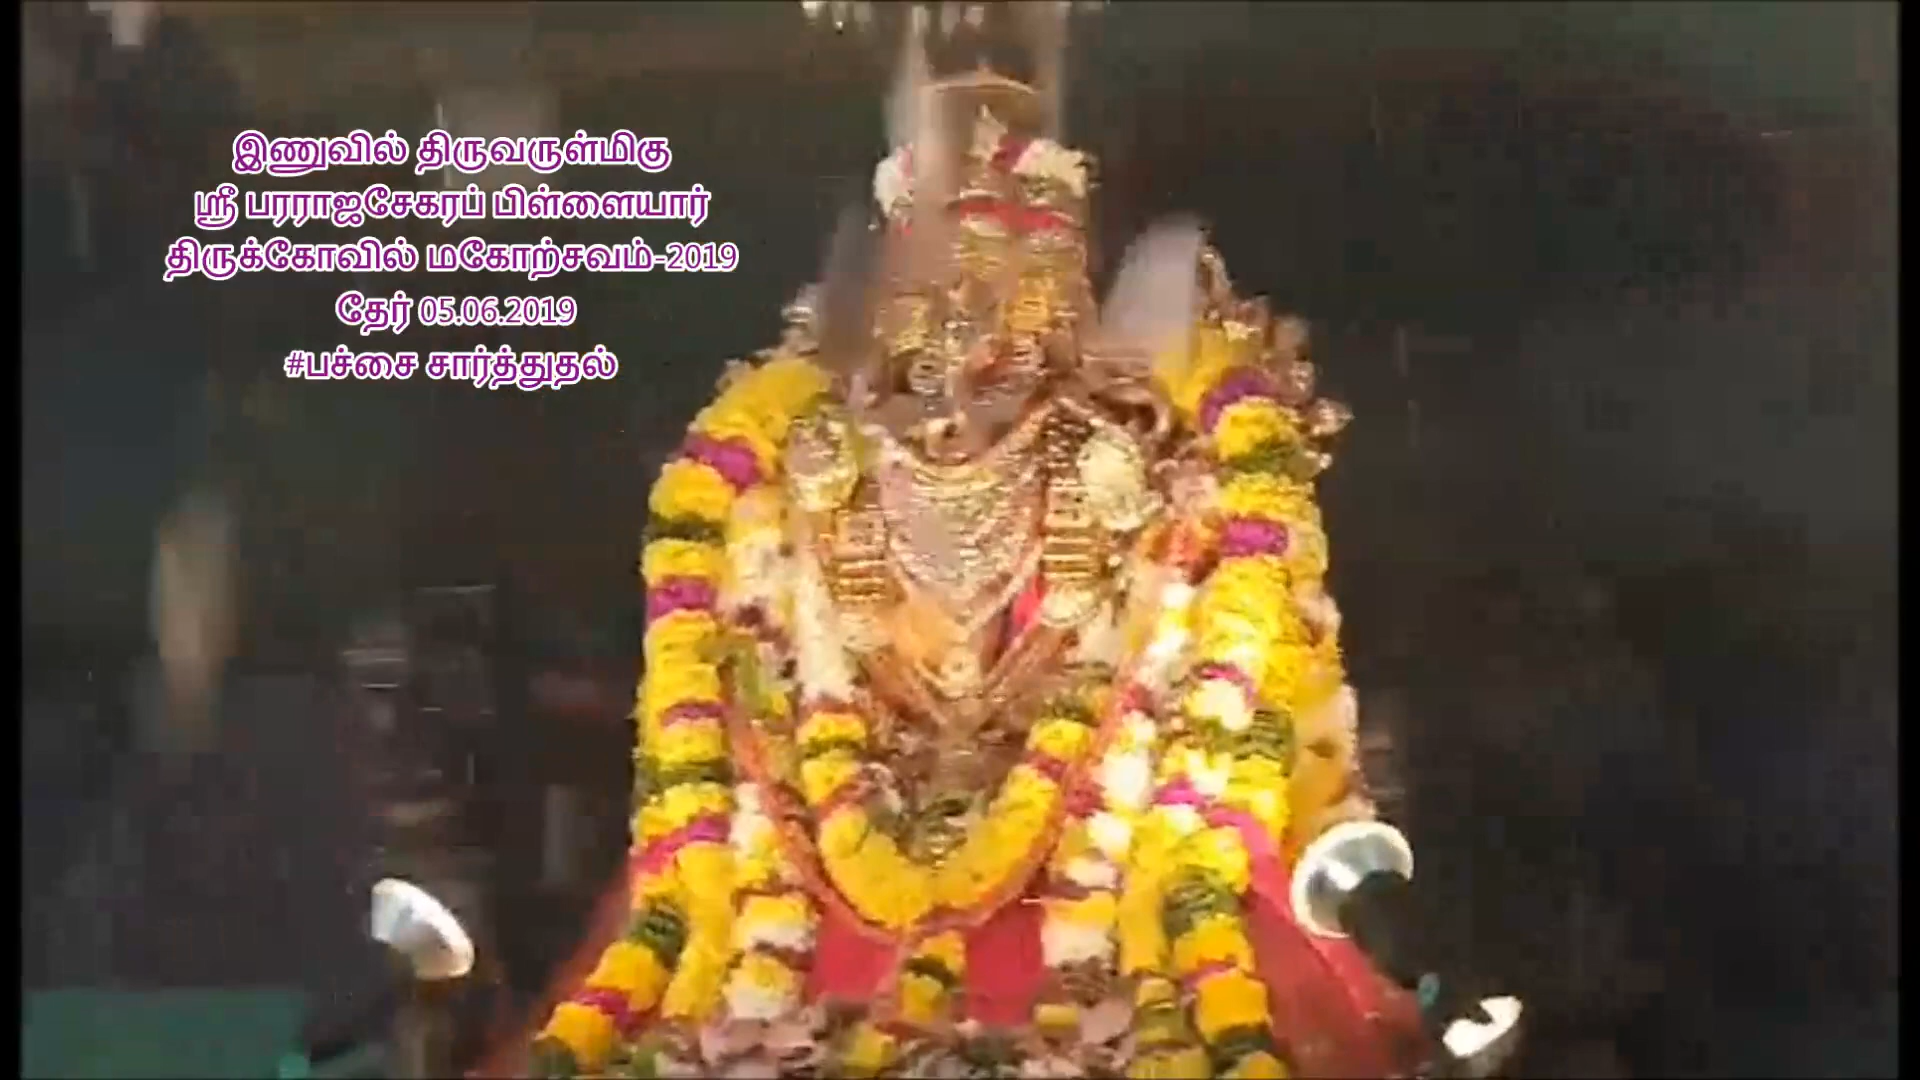 இணுவில் திருவருள்மிகு
ஸ்ரீ பரராஜசேகரப் பிள்ளையார்
திருக்கோவில் மகோற்சவம்-2019
தேர் 05.06.2019
#பச்சை சார்த்துதல்